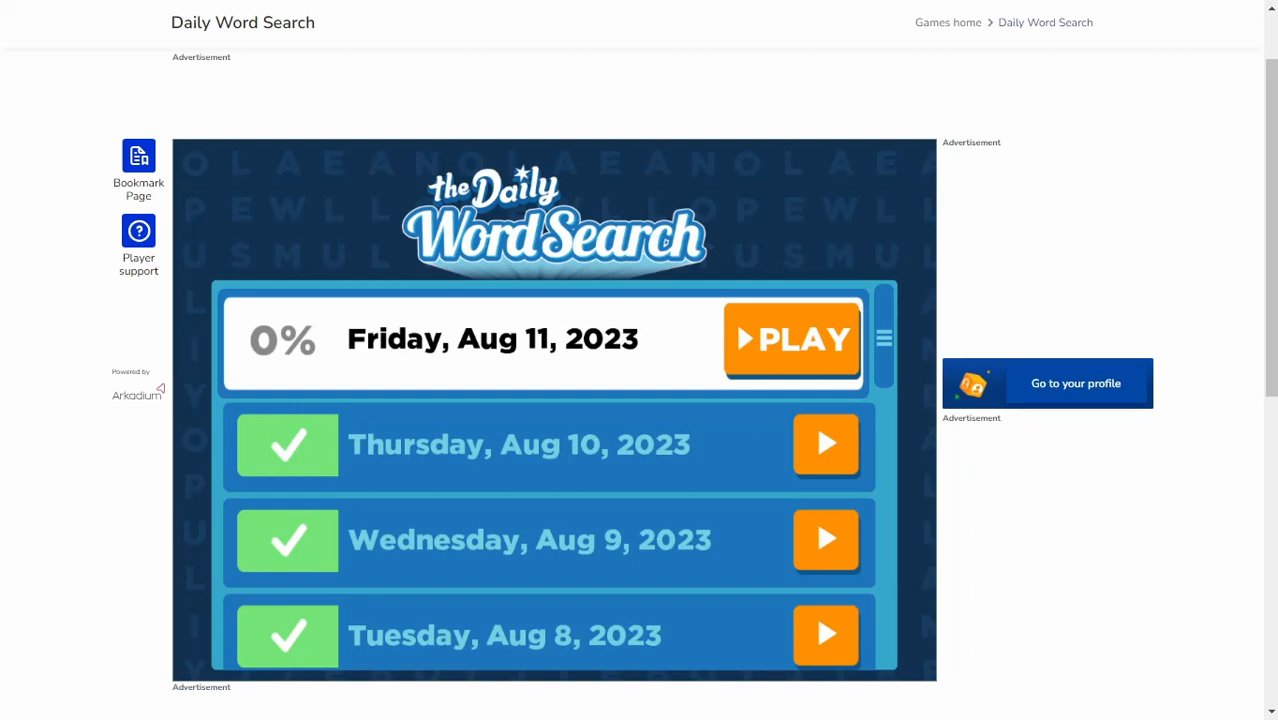 Daily Word Search
Games home > Daily Word Search
Advertisement
Bookmark
Page
Player
support
Powered by
Arkadium
the Daily
Word Search
0% Friday, Aug 11, 2023 PLAY
Thursday, Aug 10, 2023
Wednesday, Aug 9, 2023
Tuesday, Aug 8, 2023
Advertisement
Go to your profile
Advertisement
Advertisement